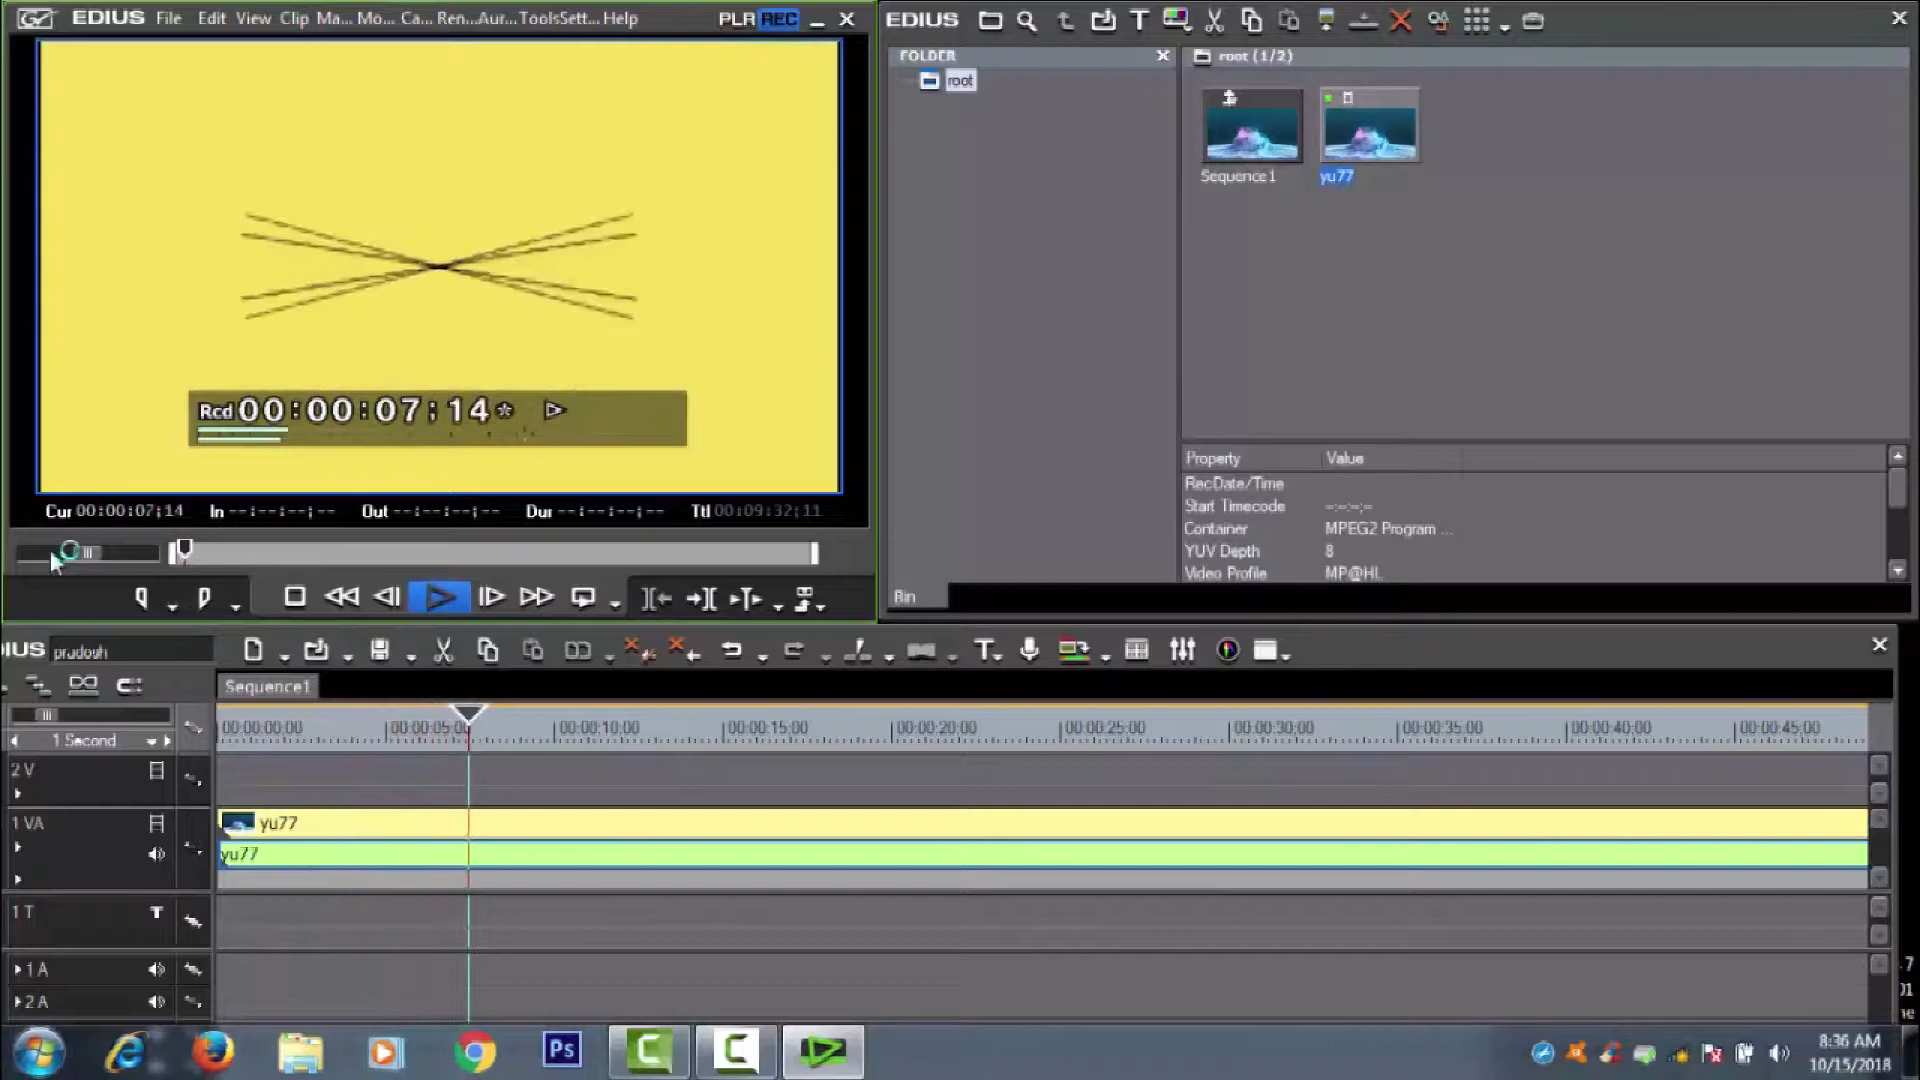 EDIUS File Edit View Clip Ma... Mo... Ca... Ren... Aur... Tools Sett... Help PLR REC
EDIUS
FOLDER
root
root (1/2)
Sequence1
yu77
Rcd 00:00:07;14* 
Cur 00:00:07;14 In --:--:--;-- Out --:--:--;-- Dur --:--:--;-- Ttl 00:09:32;11
Property Value
RecDate/Time
Start Timecode --:--:--;--
Container MPEG2 Program ...
YUV Depth 8
Video Profile MP@HL
Bin
IUS pradosh
Sequence1
00:00:00;00 00:00:05;00 00:00:10;00 00:00:15;00 00:00:20;00 00:00:25;00 00:00:30;00 00:00:35;00 00:00:40;00 00:00:45;00
1 Second
2 V
1 VA
yu77
yu77
1 T
1 A
2 A
Ps
8:36 AM
10/15/2018